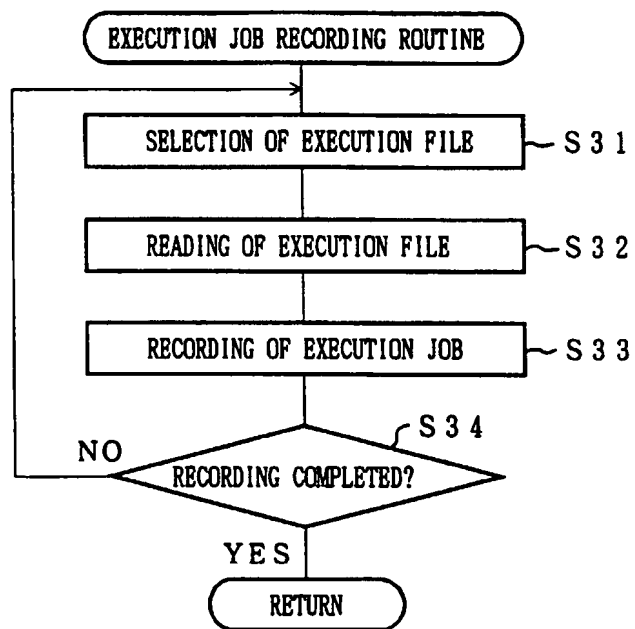 EXECUTION JOB RECORDING ROUTINE
SELECTION OF EXECUTION FILE
S31
READING OF EXECUTION FILE
S32
RECORDING OF EXECUTION JOB
S33
S34
NO
RECORDING COMPLETED?
YES
RETURN